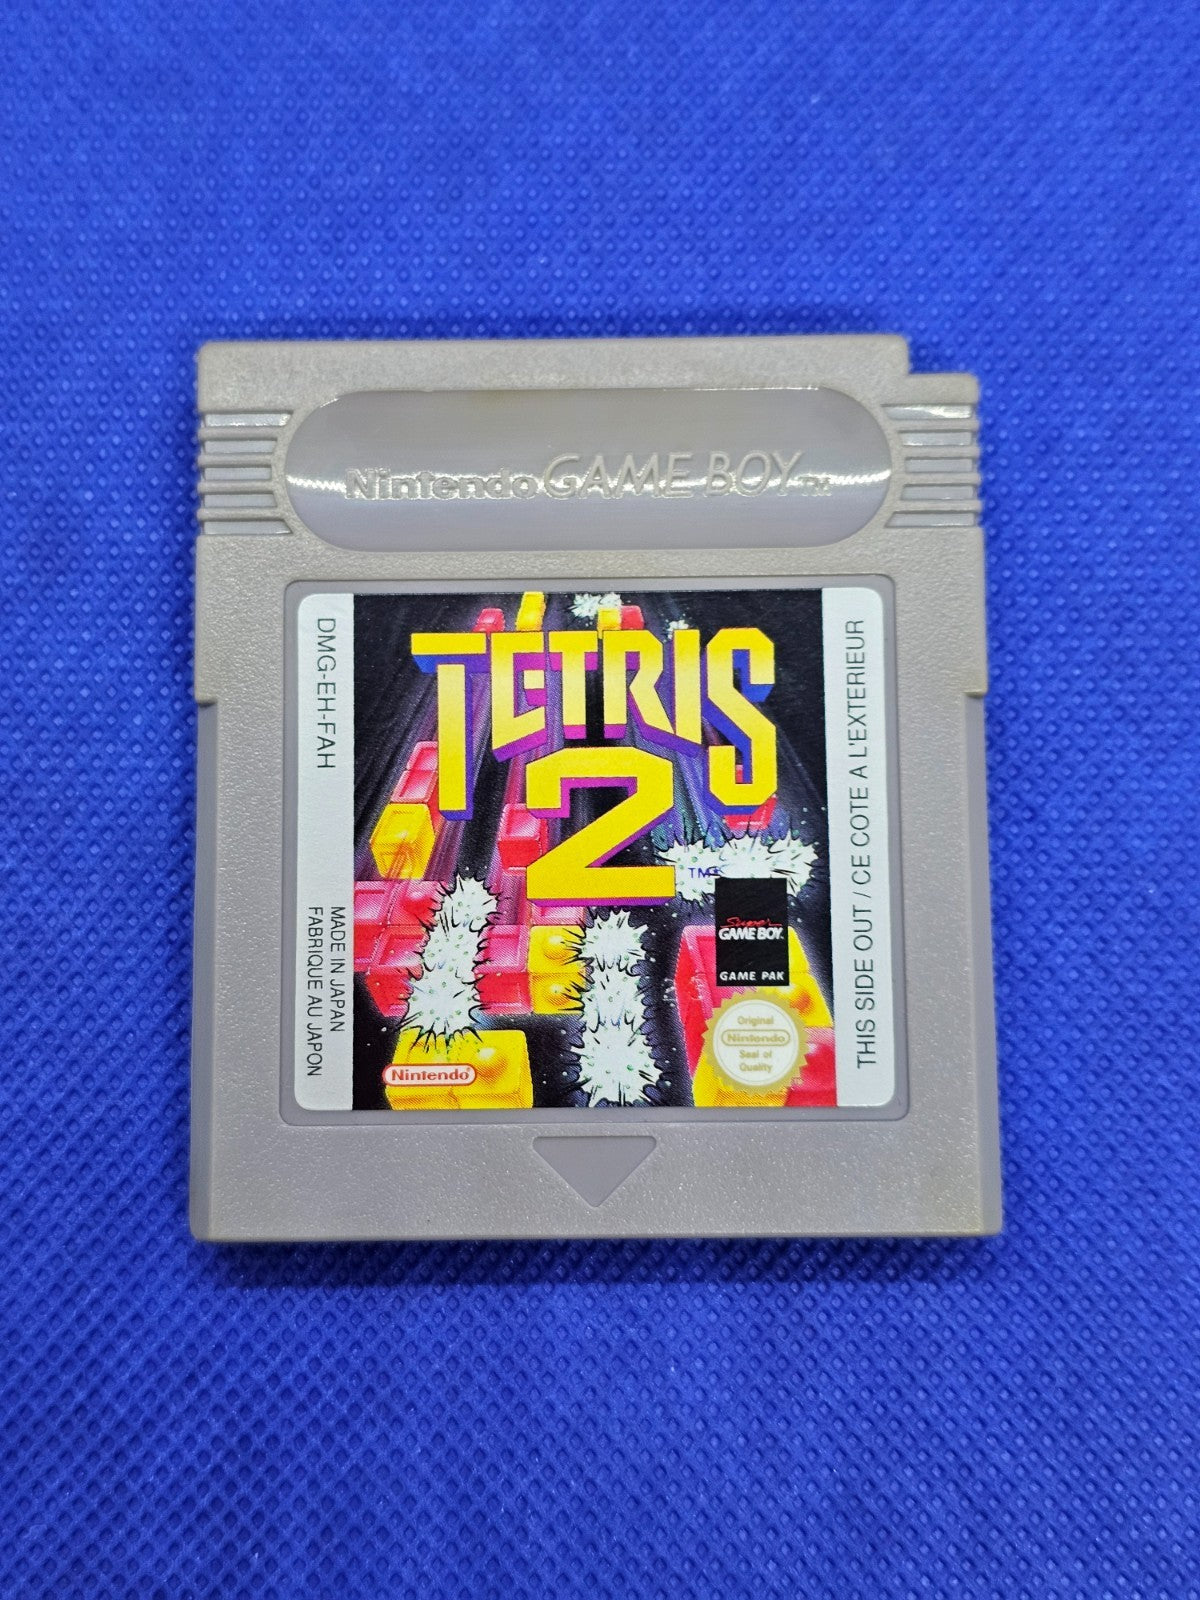 Nintendo GAME BOY TM
DMG-EH-FAH
MADE IN JAPAN
FABRIQUE AU JAPON
TETRIS
2
TM
Super
GAME BOY
GAME PAK
Original
Nintendo
Seal of
Quality
Nintendo®
THIS SIDE OUT / CE COTE A L'EXTERIEUR